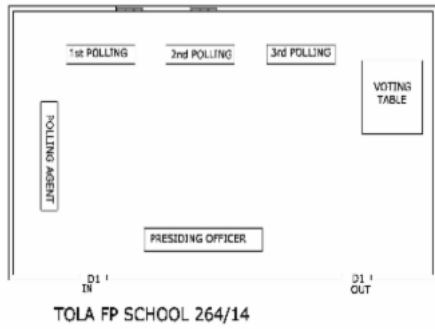 1st POLLING
2nd POLLING
3rd POLLING
VOTING
TABLE
POLLING AGENT
PRESIDING OFFICER
D1
IN
D1
OUT
TOLA FP SCHOOL 264/14